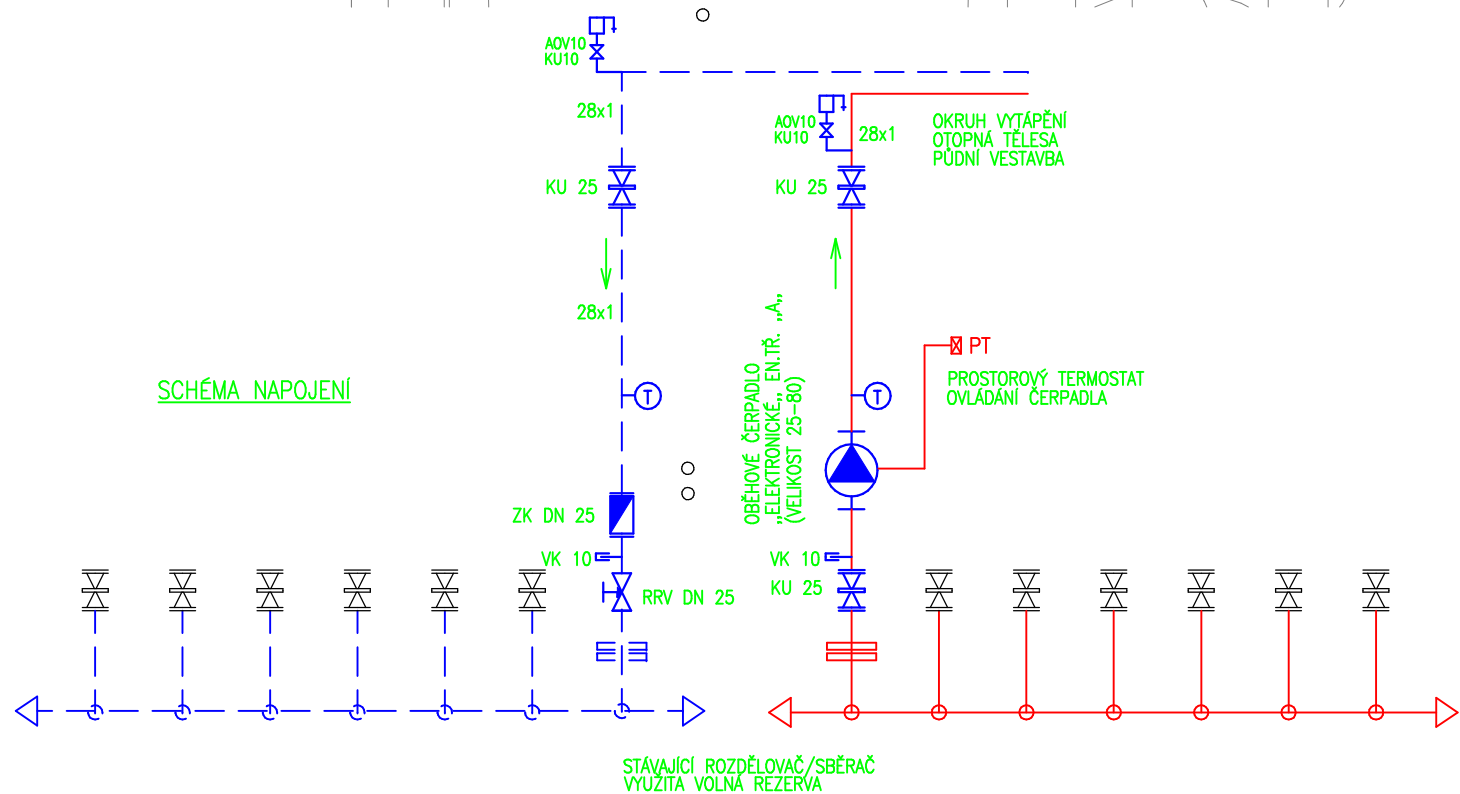 AOV10
KU10
28x1
AOV10
KU10
28x1
OKRUH VYTÁPĚNÍ
OTOPNÁ TĚLESA
PŮDNÍ VESTAVBA
KU 25
KU 25
28x1
SCHÉMA NAPOJENÍ
T
T
OBĚHOVÉ ČERPADLO
„ELEKTRONICKÉ„ EN.TŘ. „A„
(VELIKOST 25-80)
PT
PROSTOROVÝ TERMOSTAT
OVLÁDÁNÍ ČERPADLA
ZK DN 25
VK 10
RRV DN 25
VK 10
KU 25
STÁVAJÍCÍ ROZDĚLOVAČ/SBĚRAČ
VYUŽITA VOLNÁ REZERVA